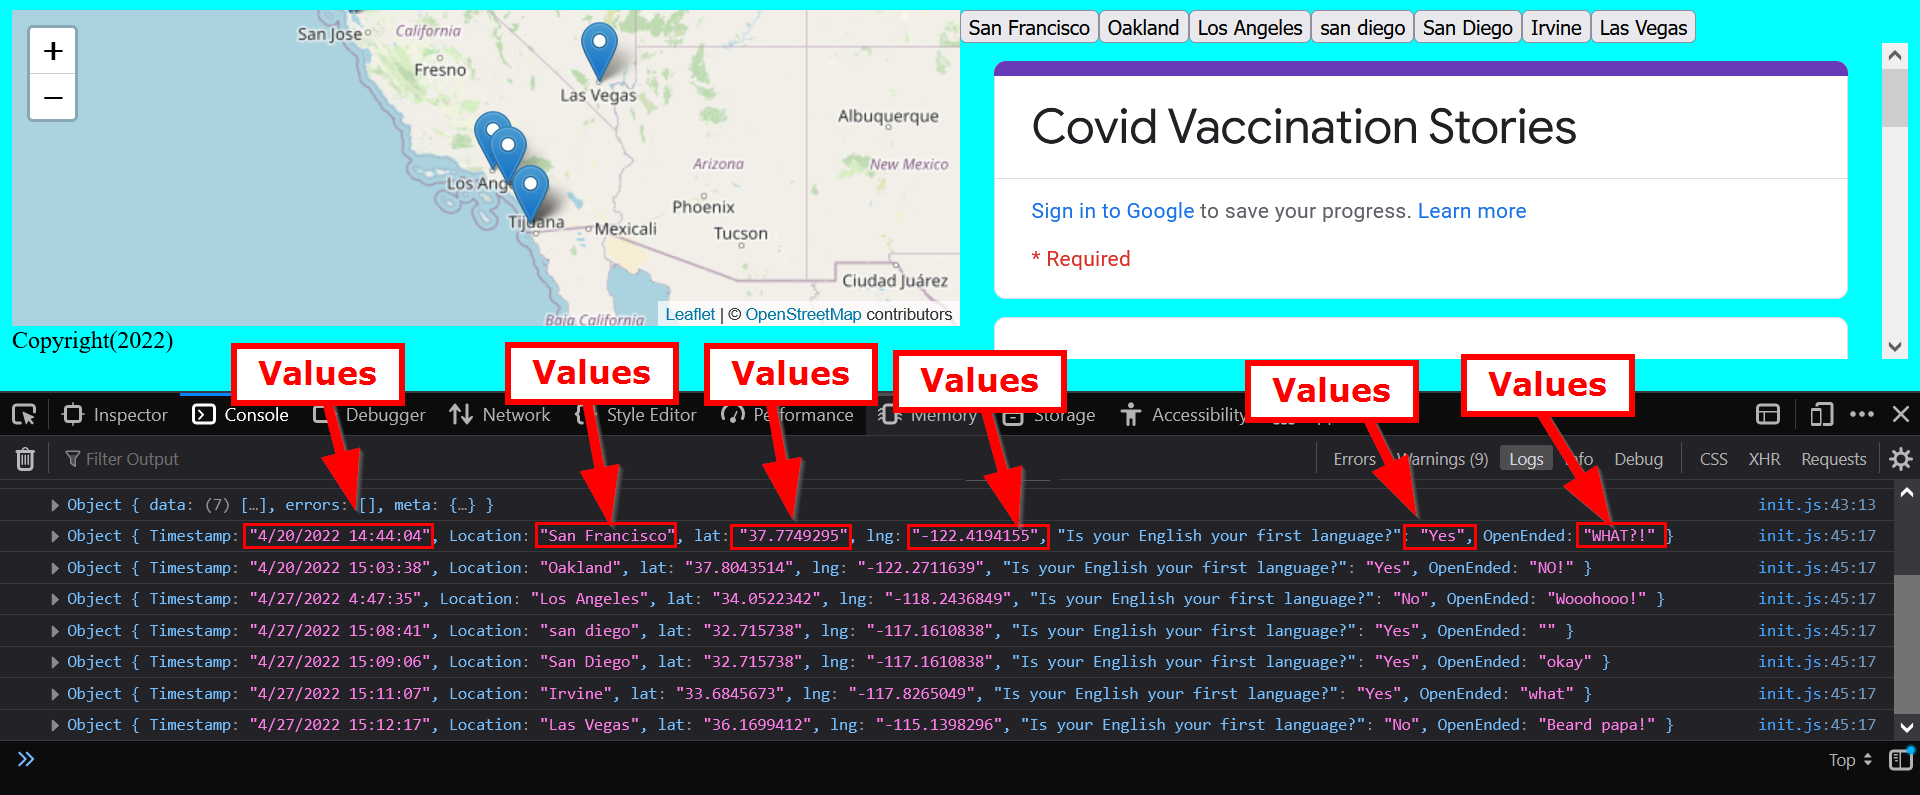 San Francisco Oakland Los Angeles san diego San Diego Irvine Las Vegas
+
−
San Jose
California
Fresno
Las Vegas
Albuquerque
Arizona
New Mexico
Los Ang
Phoenix
Tijuana
Mexicali
Tucson
Ciudad Juárez
Baja California
Leaflet | © OpenStreetMap contributors
Covid Vaccination Stories
Sign in to Google to save your progress. Learn more
* Required
Copyright(2022)
Values Values Values Values Values Values
Inspector Console Debugger Network Style Editor Performance Memory Storage Accessibility
Filter Output Errors Warnings (9) Logs Info Debug CSS XHR Requests
Object { data: (7) […], errors: [], meta: {…} } init.js:43:13
Object { Timestamp: "4/20/2022 14:44:04", Location: "San Francisco", lat: "37.7749295", lng: "-122.4194155", "Is your English your first language?": "Yes", OpenEnded: "WHAT?!" } init.js:45:17
Object { Timestamp: "4/20/2022 15:03:38", Location: "Oakland", lat: "37.8043514", lng: "-122.2711639", "Is your English your first language?": "Yes", OpenEnded: "NO!" } init.js:45:17
Object { Timestamp: "4/27/2022 4:47:35", Location: "Los Angeles", lat: "34.0522342", lng: "-118.2436849", "Is your English your first language?": "No", OpenEnded: "Wooohooo!" } init.js:45:17
Object { Timestamp: "4/27/2022 15:08:41", Location: "san diego", lat: "32.715738", lng: "-117.1610838", "Is your English your first language?": "Yes", OpenEnded: "" } init.js:45:17
Object { Timestamp: "4/27/2022 15:09:06", Location: "San Diego", lat: "32.715738", lng: "-117.1610838", "Is your English your first language?": "Yes", OpenEnded: "okay" } init.js:45:17
Object { Timestamp: "4/27/2022 15:11:07", Location: "Irvine", lat: "33.6845673", lng: "-117.8265049", "Is your English your first language?": "Yes", OpenEnded: "what" } init.js:45:17
Object { Timestamp: "4/27/2022 15:12:17", Location: "Las Vegas", lat: "36.1699412", lng: "-115.1398296", "Is your English your first language?": "No", OpenEnded: "Beard papa!" } init.js:45:17
Top